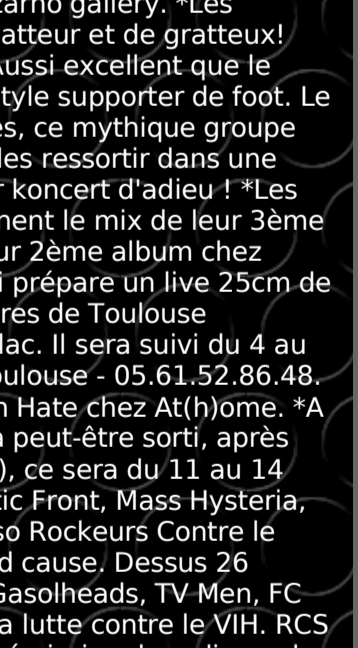 zarno gallery. *Les
atteur et de gratteux!
Aussi excellent que le
tyle supporter de foot. Le
es, ce mythique groupe
les ressortir dans une
r koncert d'adieu ! *Les
ment le mix de leur 3ème
ur 2ème album chez
i prépare un live 25cm de
res de Toulouse
lac. Il sera suivi du 4 au
oulouse - 05.61.52.86.48.
n Hate chez At(h)ome. *A
a peut-être sorti, après
), ce sera du 11 au 14
tic Front, Mass Hysteria,
so Rockeurs Contre le
d cause. Dessus 26
Gasolheads, TV Men, FC
a lutte contre le VIH. RCS